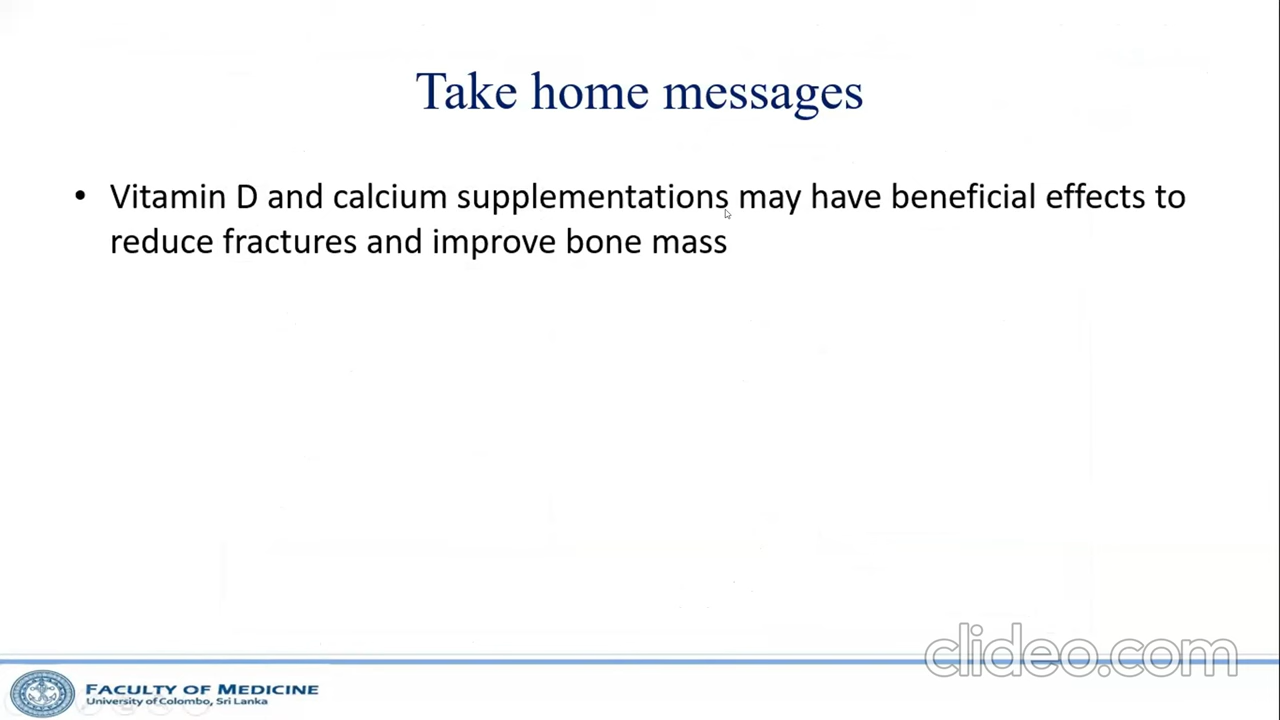 Take home messages
• Vitamin D and calcium supplementations may have beneficial effects to
reduce fractures and improve bone mass
clideo.com
FACULTY OF MEDICINE
University of Colombo, Sri Lanka